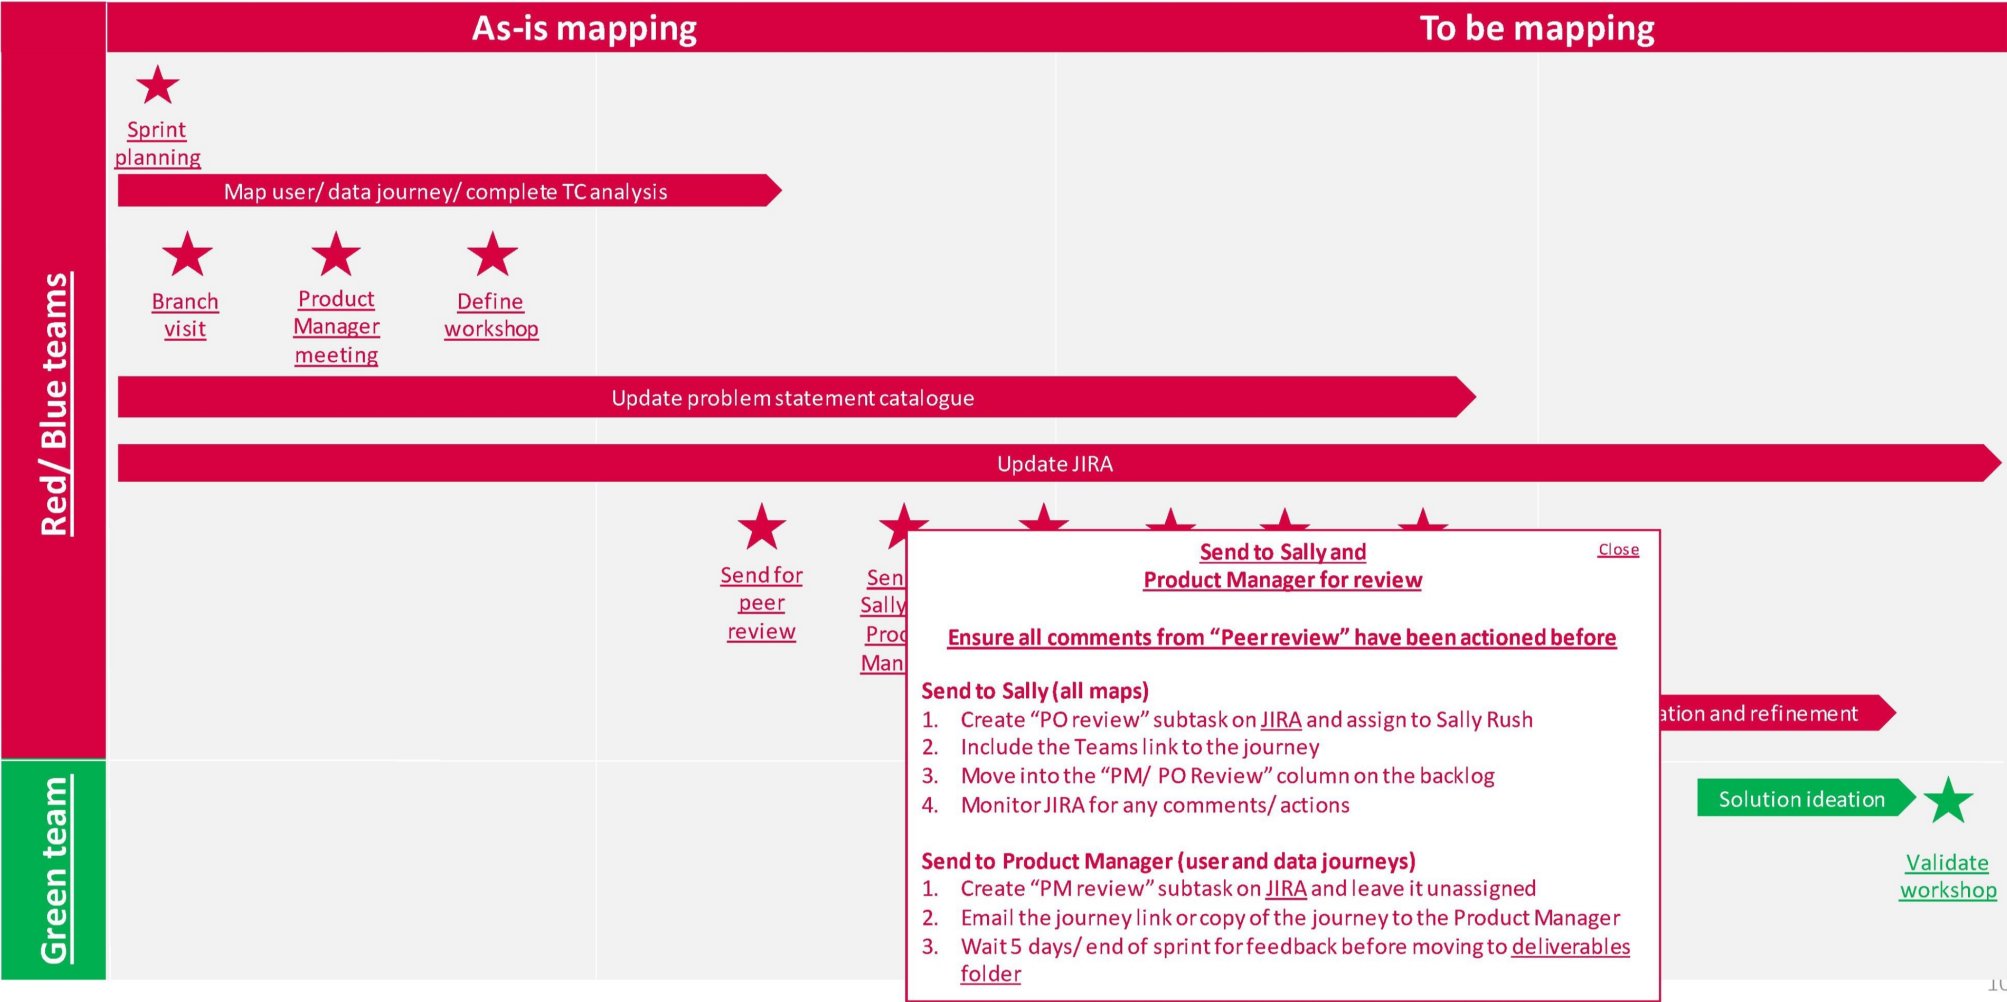 As-is mapping
To be mapping
Red/ Blue teams
Sprint
planning
Map user/ data journey/ complete TC analysis
Branch
visit
Product
Manager
meeting
Define
workshop
Update problem statement catalogue
Update JIRA
Send for
peer
review
Sally
Send to Sally and
Product Manager for review
Close
Ensure all comments from “Peer review” have been actioned before
Send to Sally (all maps)
1. Create “PO review” subtask on JIRA and assign to Sally Rush
2. Include the Teams link to the journey
3. Move into the “PM/ PO Review” column on the backlog
4. Monitor JIRA for any comments/ actions
Send to Product Manager (user and data journeys)
1. Create “PM review” subtask on JIRA and leave it unassigned
2. Email the journey link or copy of the journey to the Product Manager
3. Wait 5 days/ end of sprint for feedback before moving to deliverables
folder
and refinement
Green team
Solution ideation
Validate
workshop